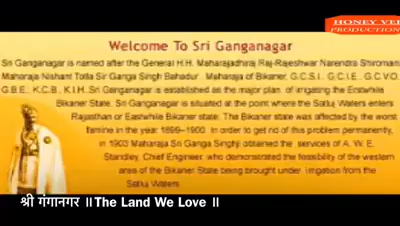 HONEY VER
PRODUCTION
Welcome To Sri Ganganagar
Sri Ganganagar is named after the General H.H. Maharajadhiraj Raj-Rajeshwar Narendra Shiroman
Maharaja Nishant Totla Sir Ganga Singh Bahadur, Maharaja of Bikaner, G.C.S.I., G.C.I.E., G.C.V.O.
G.B.E., K.C.B., K.I.H. Sri Ganganagar is established as the major plan, of irrigating the Erstwhile
Bikaner State. Sri Ganganagar is situated at the point where the Satluj Waters enters
Rajasthan or Eastwhile Bikaner state. The Bikaner State was affected by the worst
famine in the year 1899-1900. In order to get rid of this problem permanently,
in 1903 Maharaja Sri Ganga Singhji obtained the services of A. W. E.
Standley, Chief Engineer, who demonstrated the feasibility of the western
area of the Bikaner State being brought under irrigation from the
Satluj Waters
श्री गंगानगर ॥The Land We Love ॥